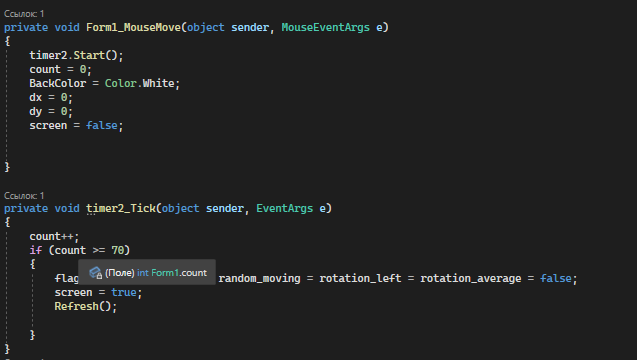 Ссылок: 1
private void Form1_MouseMove(object sender, MouseEventArgs e)
{
timer2.Start();
count = 0;
BackColor = Color.White;
dx = 0;
dy = 0;
screen = false;
}
Ссылок: 1
private void timer2_Tick(object sender, EventArgs e)
{
count++;
if (count >= 70)
(Поле) int Form1.count
{
flag random_moving = rotation_left = rotation_average = false;
screen = true;
Refresh();
}
}